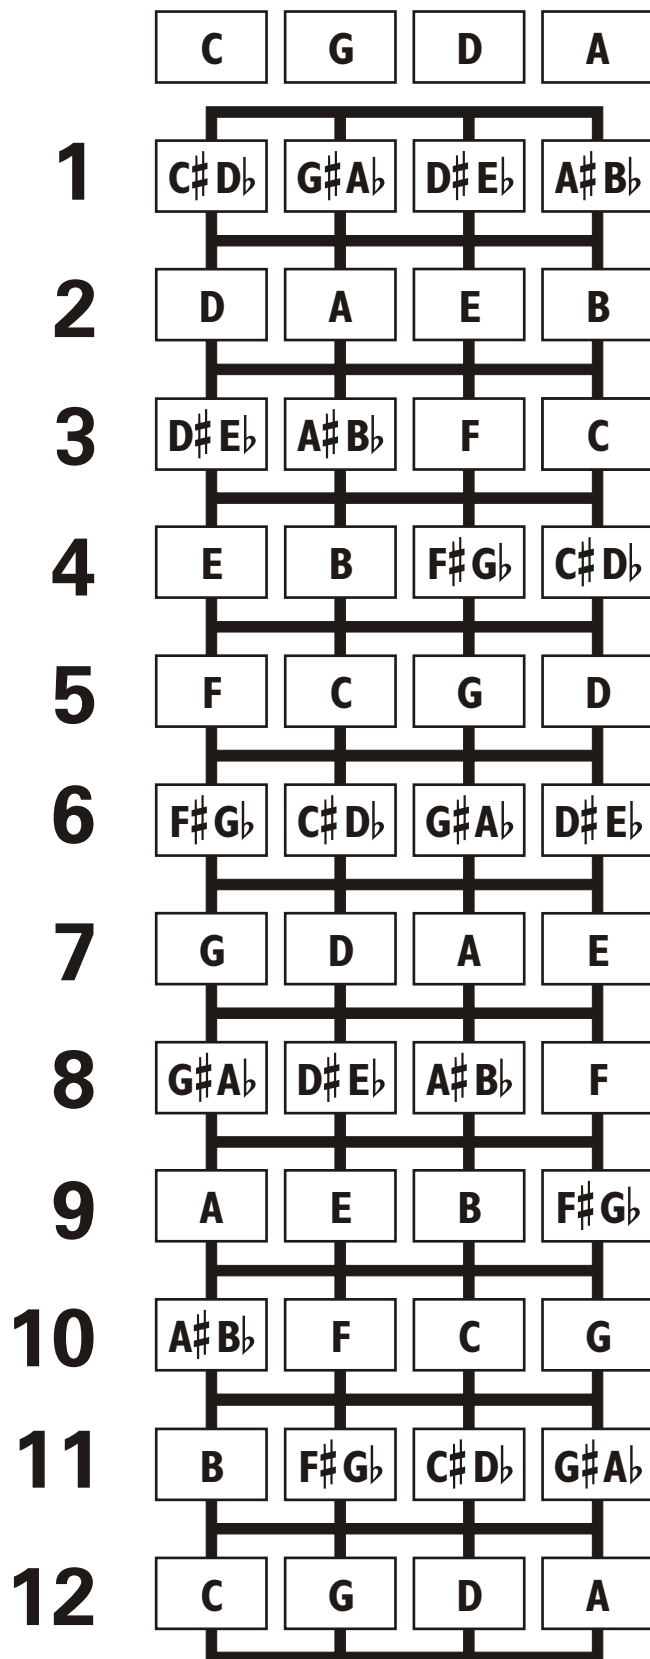 C G D A
1 C♯D♭ G♯A♭ D♯E♭ A♯B♭
2 D A E B
3 D♯E♭ A♯B♭ F C
4 E B F♯G♭ C♯D♭
5 F C G D
6 F♯G♭ C♯D♭ G♯A♭ D♯E♭
7 G D A E
8 G♯A♭ D♯E♭ A♯B♭ F
9 A E B F♯G♭
10 A♯B♭ F C G
11 B F♯G♭ C♯D♭ G♯A♭
12 C G D A